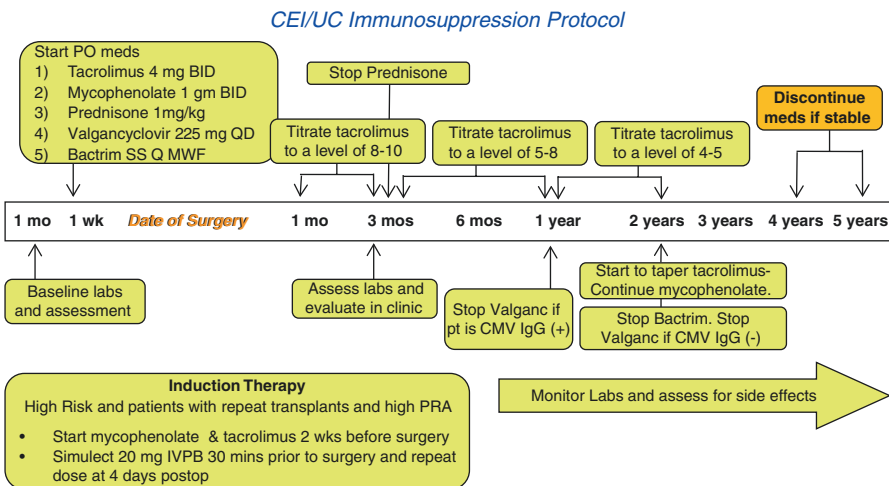 CEI/UC Immunosuppression Protocol
Start PO meds
1) Tacrolimus 4 mg BID
2) Mycophenolate 1 gm BID
3) Prednisone 1mg/kg
4) Valgancyclovir 225 mg QD
5) Bactrim SS Q MWF
Stop Prednisone
Titrate tacrolimus
to a level of 8-10
Titrate tacrolimus
to a level of 5-8
Titrate tacrolimus
to a level of 4-5
Discontinue
meds if stable
1 mo 1 wk Date of Surgery 1 mo 3 mos 6 mos 1 year 2 years 3 years 4 years 5 years
Baseline labs
and assessment
Assess labs and
evaluate in clinic
Stop Valganc if
pt is CMV IgG (+)
Start to taper tacrolimus-
Continue mycophenolate.
Stop Bactrim. Stop
Valganc if CMV IgG (-)
Induction Therapy
High Risk and patients with repeat transplants and high PRA
• Start mycophenolate & tacrolimus 2 wks before surgery
• Simulect 20 mg IVPB 30 mins prior to surgery and repeat
dose at 4 days postop
Monitor Labs and assess for side effects